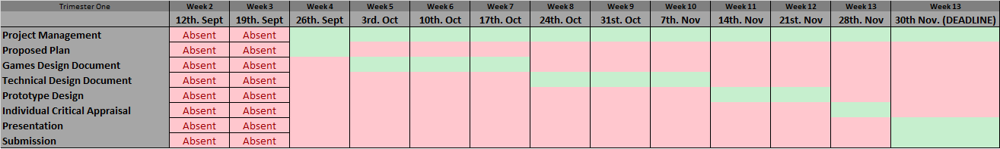 Trimester One Week 2 Week 3 Week 4 Week 5 Week 6 Week 7 Week 8 Week 9 Week 10 Week 11 Week 12 Week 13 Week 13
12th. Sept 19th. Sept 26th. Sept 3rd. Oct 10th. Oct 17th. Oct 24th. Oct 31st. Oct 7th. Nov 14th. Nov 21st. Nov 28th. Nov 30th Nov. (DEADLINE)
Project Management Absent Absent
Proposed Plan Absent Absent
Games Design Document Absent Absent
Technical Design Document Absent Absent
Prototype Design Absent Absent
Individual Critical Appraisal Absent Absent
Presentation Absent Absent
Submission Absent Absent